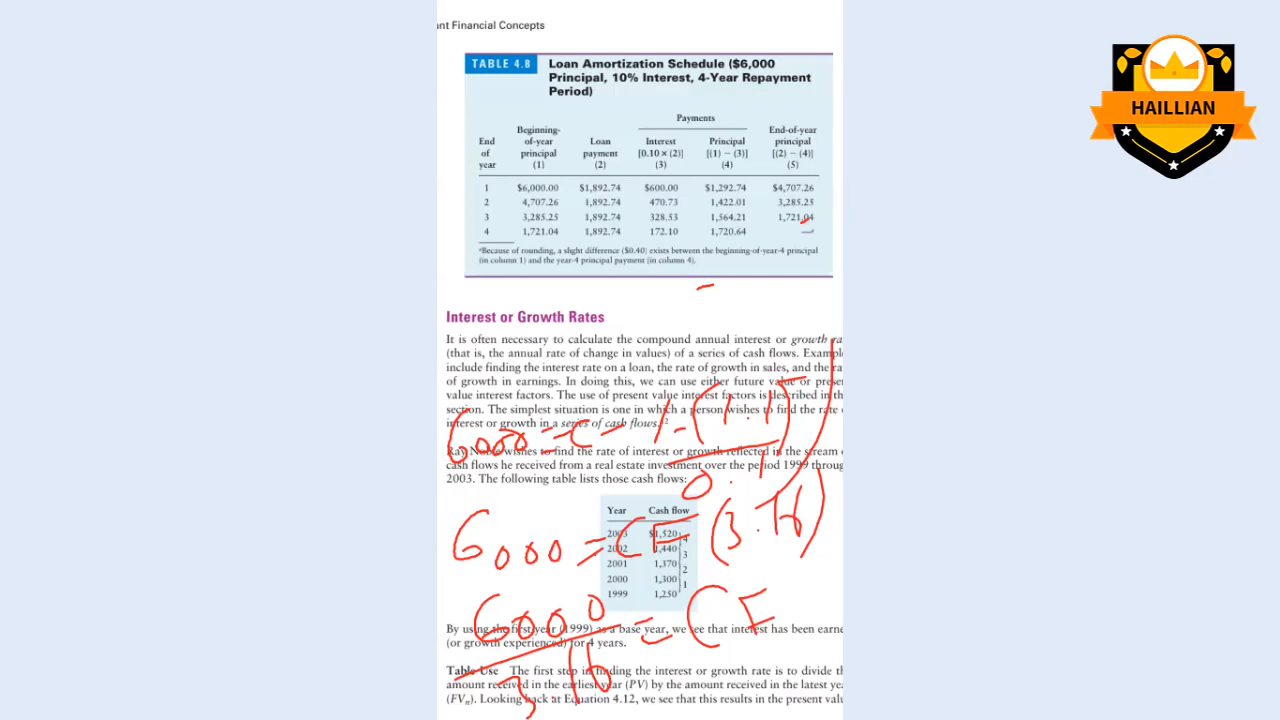 ant Financial Concepts
HAILLIAN
TABLE 4.8 Loan Amortization Schedule ($6,000
Principal, 10% Interest, 4-Year Repayment
Period)
Payments
Beginning- End-of-year
End of-year Loan Interest Principal principal
of principal payment [0.10 × (2)] [(1) − (3)] [(2) − (4)]
year (1) (2) (3) (4) (5)
1 $6,000.00 $1,892.74 $600.00 $1,292.74 $4,707.26
2 4,707.26 1,892.74 470.73 1,422.01 3,285.25
3 3,285.25 1,892.74 328.53 1,564.21 1,721.04
4 1,721.04 1,892.74 172.10 1,720.64 —
aBecause of rounding, a slight difference ($0.40) exists between the beginning-of-year-4 principal
(in column 1) and the year-4 principal payment (in column 4).
Interest or Growth Rates
It is often necessary to calculate the compound annual interest or growth ra
(that is, the annual rate of change in values) of a series of cash flows. Exampl
include finding the interest rate on a loan, the rate of growth in sales, and the ra
of growth in earnings. In doing this, we can use either future value or prese
value interest factors. The use of present value interest factors is described in th
section. The simplest situation is one in which a person wishes to find the rate o
interest or growth in a series of cash flows.12
Ray Noble wishes to find the rate of interest or growth reflected in the stream o
cash flows he received from a real estate investment over the period 1999 throug
2003. The following table lists those cash flows:
Year Cash flow
2003 $1,520
4
2002 1,440
3
2001 1,370
2
2000 1,300
1
1999 1,250
6000 = c 1-(1.1)
0.1
6000 = CF (3.16)
6000 = CF
3.16
By using the first year (1999) as a base year, we see that interest has been earne
(or growth experienced) for 4 years.
Table Use The first step in finding the interest or growth rate is to divide th
amount received in the earliest year (PV) by the amount received in the latest yea
(FVn). Looking back at Equation 4.12, we see that this results in the present valu